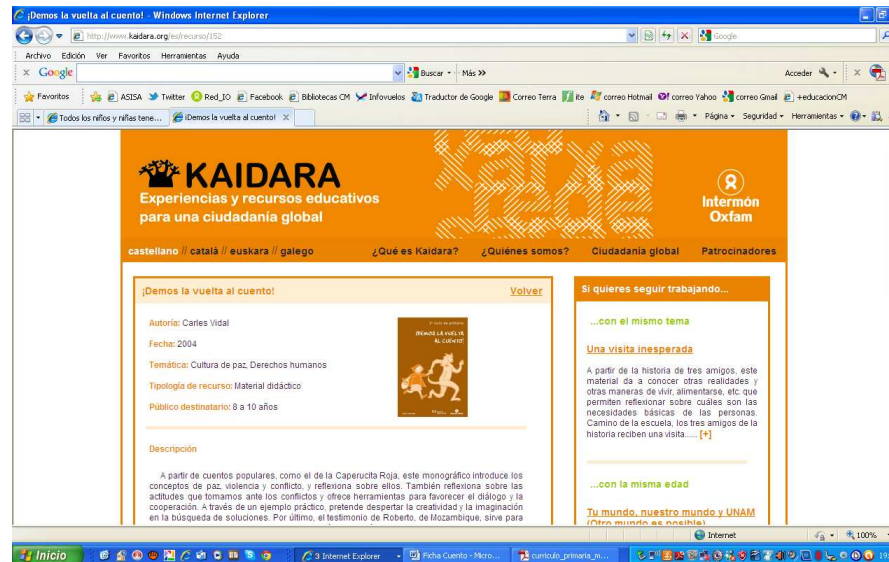 ¡Demos la vuelta al cuento! - Windows Internet Explorer
http://www.kaidara.org/es/recurso/152
Google
Archivo Edición Ver Favoritos Herramientas Ayuda
x Google Buscar Más >> Acceder x
Favoritos ASISA Twitter Red_IO Facebook Bibliotecas CM Infovuelos Traductor de Google Correo Terra ite correo Hotmail correo Yahoo correo Gmail +educacionCM
Todos los niños y niñas tene... ¡Demos la vuelta al cuento! X Página Seguridad Herramientas
KAIDARA
Experiencias y recursos educativos
para una ciudadanía global
xarxa
rede
Intermón
Oxfam
castellano // català // euskara // galego ¿Qué es Kaidara? ¿Quiénes somos? Ciudadanía global Patrocinadores
¡Demos la vuelta al cuento! Volver
Autoría: Carles Vidal
Fecha: 2004
Temática: Cultura de paz, Derechos humanos
Tipología de recurso: Material didáctico
Público destinatario: 8 a 10 años
¡DEMOS LA VUELTA
AL CUENTO!
Descripción
A partir de cuentos populares, como el de la Caperucita Roja, este monográfico introduce los
conceptos de paz, violencia y conflicto, y reflexiona sobre ellos. También reflexiona sobre las
actitudes que tomamos ante los conflictos y ofrece herramientas para favorecer el diálogo y la
cooperación. A través de un ejemplo práctico, pretende despertar la creatividad y la imaginación
en la búsqueda de soluciones. Por último, el testimonio de Roberto, de Mozambique, sirve para
Si quieres seguir trabajando...
...con el mismo tema
Una visita inesperada
A partir de la historia de tres amigos, este
material da a conocer otras realidades y
otras maneras de vivir, alimentarse, etc. que
permiten reflexionar sobre cuáles son las
necesidades básicas de las personas.
Camino de la escuela, los tres amigos de la
historia reciben una visita...... [+]
...con la misma edad
Tu mundo, nuestro mundo y UNAM
(Otro mundo es posible)
Internet 100%
Inicio 3 Internet Explorer Ficha Cuento - Micro... curriculo_primaria_m...